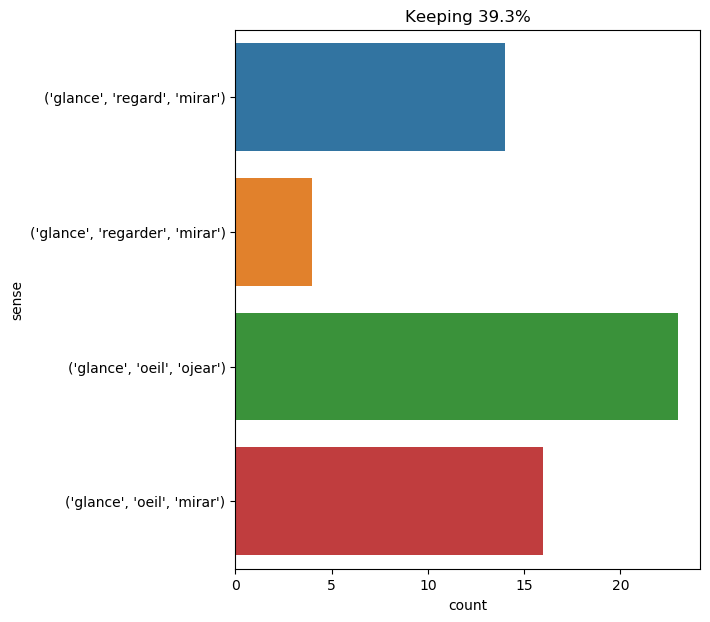 Keeping 39.3%
('glance', 'regard', 'mirar')
('glance', 'regarder', 'mirar')
sense
('glance', 'oeil', 'ojear')
('glance', 'oeil', 'mirar')
0 5 10 15 20
count